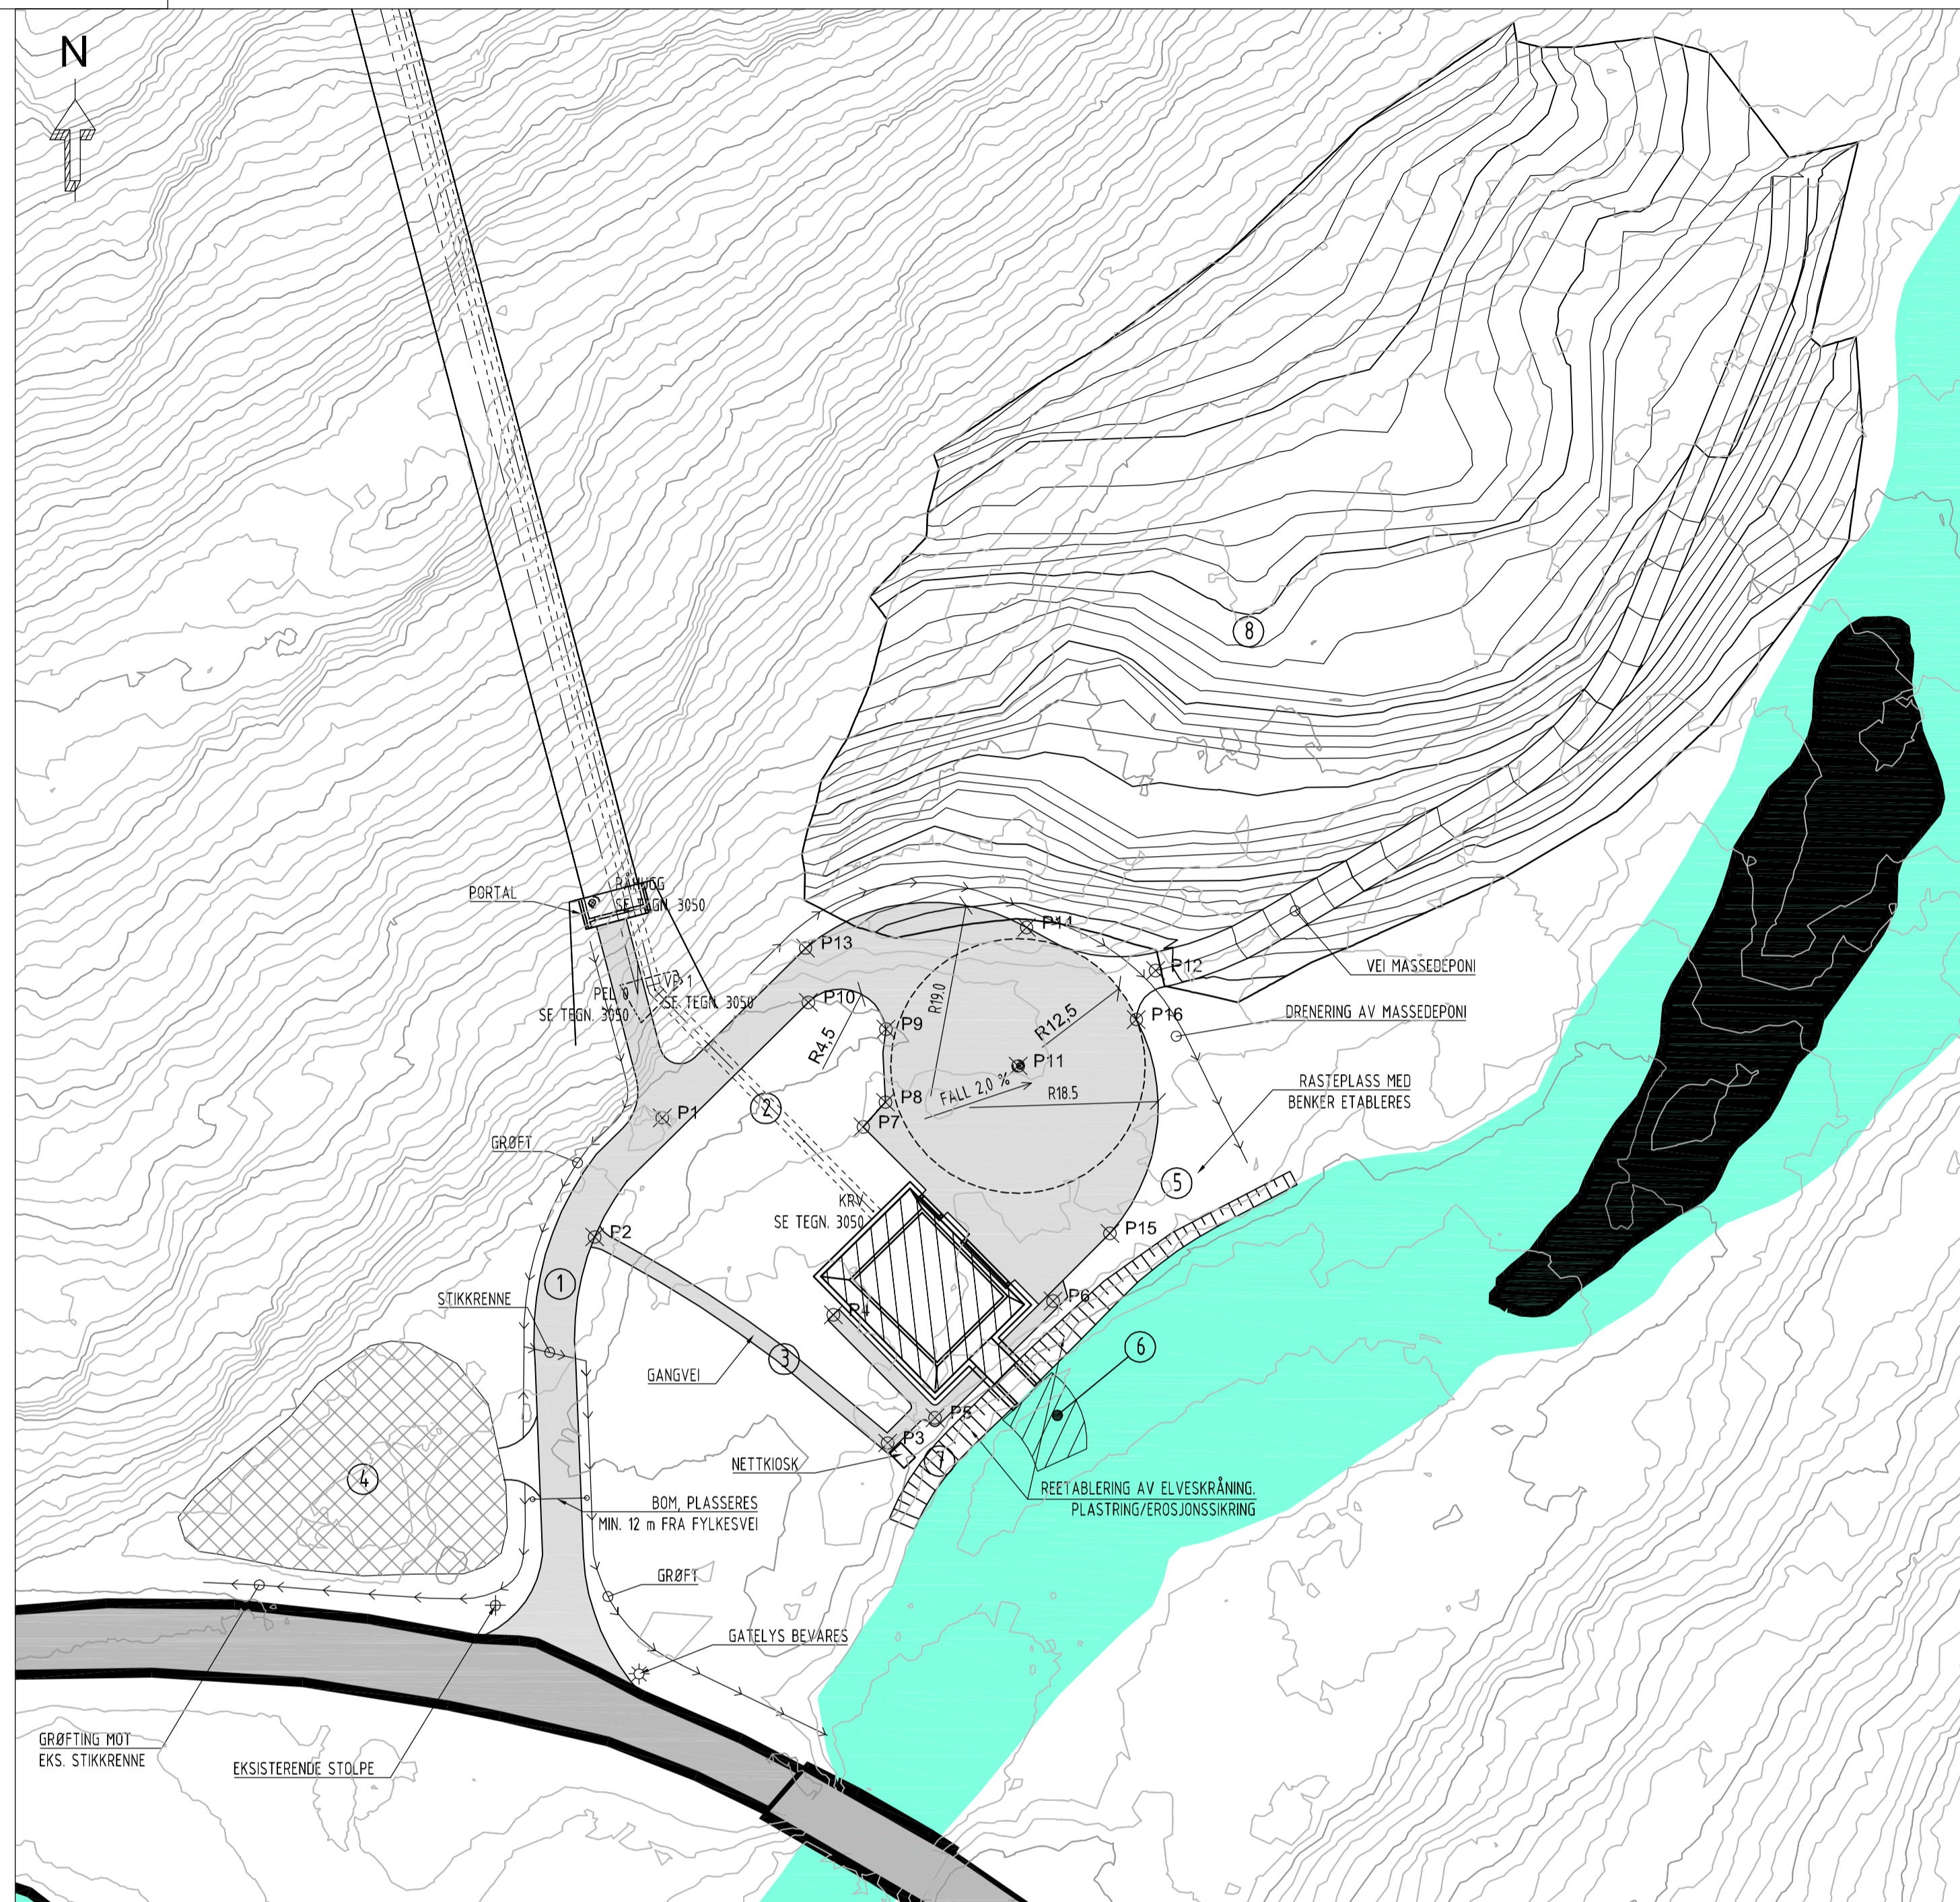 N
8
PORTAL
PÅHUGG
SE TEGN. 3050
P13
P14
P12
VEI MASSEDEPONI
VP 1
SE TEGN. 3050
PEL 0
SE TEGN. 3050
P10
R4,5
P9
R19.0
R12,5
P16
DRENERING AV MASSEDEPONI
P11
FALL 2,0 %
R18.5
P8
P7
P1
2
RASTEPLASS MED
BENKER ETABLERES
GRØFT
5
KRV
SE TEGN. 3050
P2
P15
1
STIKKRENNE
P4
P6
6
3
GANGVEI
P5
P3
7
4
NETTKIOSK
REETABLERING AV ELVESKRÅNING.
PLASTRING/EROSJONSSIKRING
BOM, PLASSERES
MIN. 12 m FRA FYLKESVEI
GRØFT
GATELYS BEVARES
GRØFTING MOT
EKS. STIKKRENNE
EKSISTERENDE STOLPE